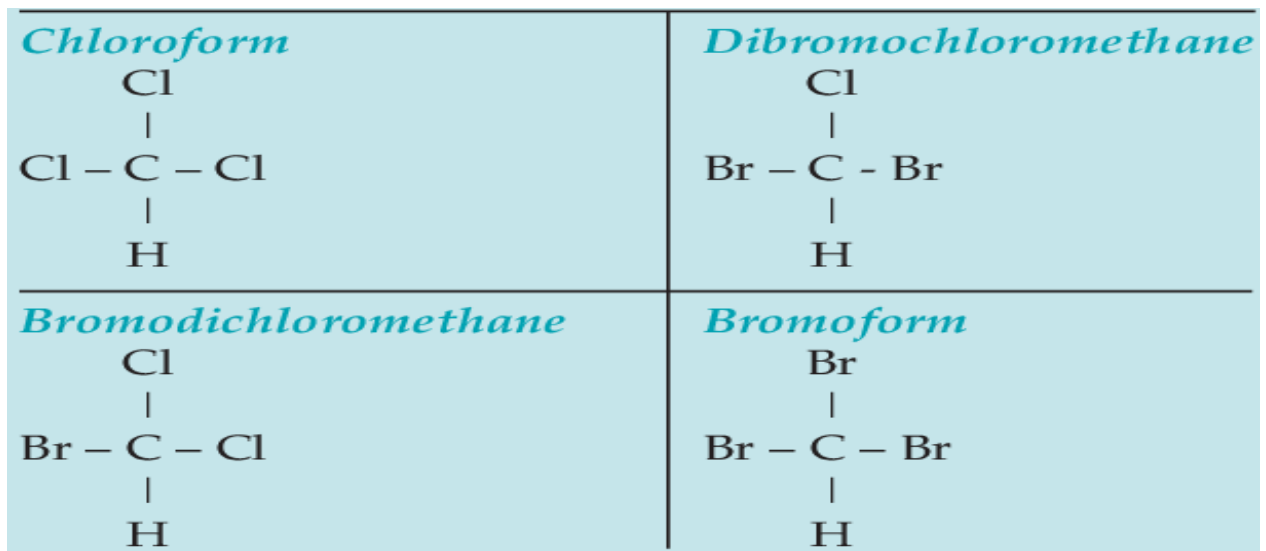 Chloroform
Cl
|
Cl – C – Cl
|
H
Dibromochloromethane
Cl
|
Br – C - Br
|
H
Bromodichloromethane
Cl
|
Br – C – Cl
|
H
Bromoform
Br
|
Br – C – Br
|
H